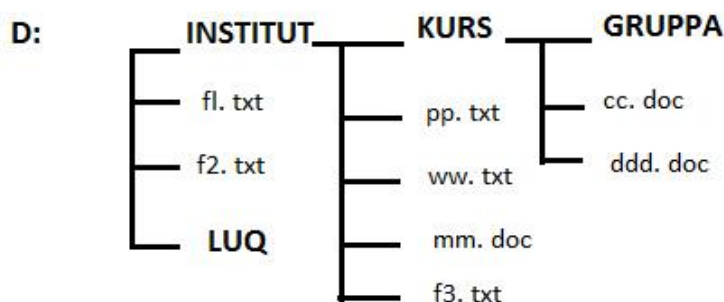 D: INSTITUT KURS GRUPPA
fl. txt pp. txt cc. doc
f2. txt ww. txt ddd. doc
LUQ mm. doc
f3. txt